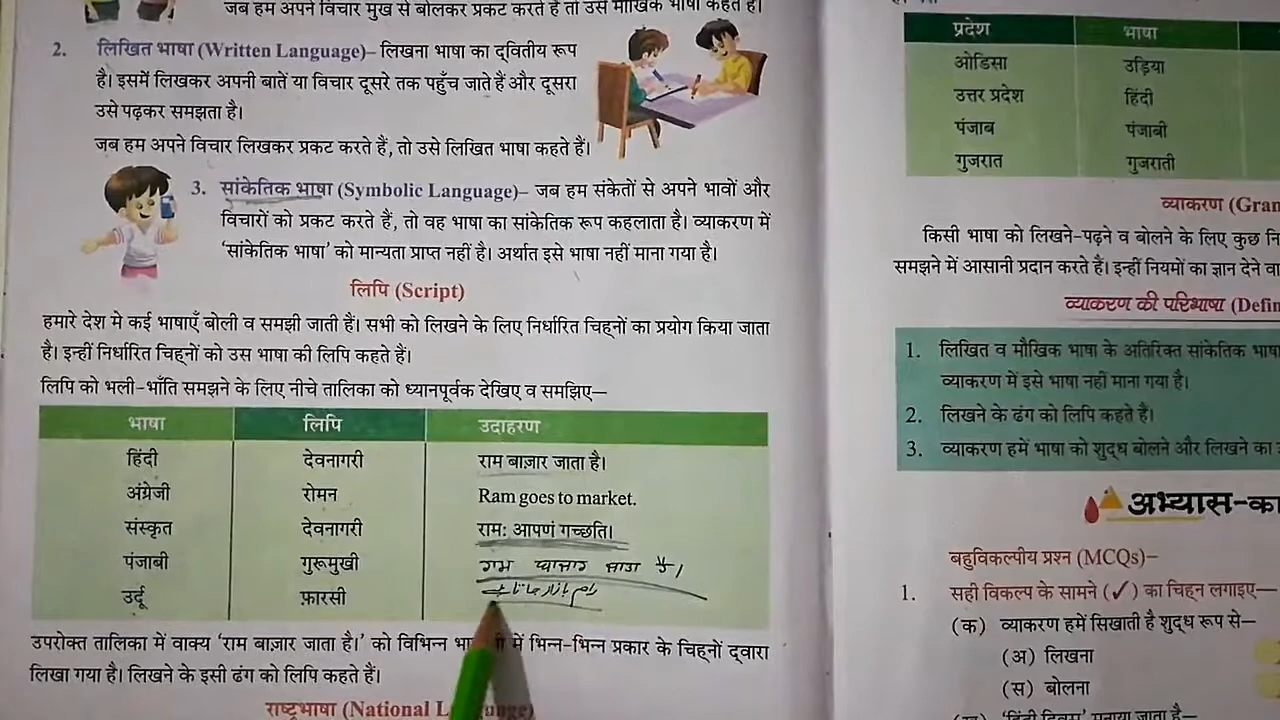 जब हम अपने विचार मुख से बोलकर प्रकट करते हैं तो उसे मौखिक भाषा कहते हैं।
2. लिखित भाषा (Written Language)– लिखना भाषा का द्वितीय रूप
है। इसमें लिखकर अपनी बातें या विचार दूसरे तक पहुँच जाते हैं और दूसरा
उसे पढ़कर समझता है।
जब हम अपने विचार लिखकर प्रकट करते हैं, तो उसे लिखित भाषा कहते हैं।
3. सांकेतिक भाषा (Symbolic Language)– जब हम संकेतों से अपने भावों और
विचारों को प्रकट करते हैं, तो वह भाषा का सांकेतिक रूप कहलाता है। व्याकरण में
‘सांकेतिक भाषा’ को मान्यता प्राप्त नहीं है। अर्थात इसे भाषा नहीं माना गया है।
लिपि (Script)
हमारे देश मे कई भाषाएँ बोली व समझी जाती हैं। सभी को लिखने के लिए निर्धारित चिह्नों का प्रयोग किया जाता
है। इन्हीं निर्धारित चिह्नों को उस भाषा की लिपि कहते हैं।
लिपि को भली-भाँति समझने के लिए नीचे तालिका को ध्यानपूर्वक देखिए व समझिए–
भाषा लिपि उदाहरण
हिंदी देवनागरी राम बाज़ार जाता है।
अंग्रेजी रोमन Ram goes to market.
संस्कृत देवनागरी रामः आपणं गच्छति।
पंजाबी गुरूमुखी
उर्दू फ़ारसी
उपरोक्त तालिका में वाक्य ‘राम बाज़ार जाता है।’ को विभिन्न में भिन्न-भिन्न प्रकार के चिह्नों द्वारा
लिखा गया है। लिखने के इसी ढंग को लिपि कहते हैं।
राष्ट्रभाषा (National
प्रदेश भाषा
ओडिसा उड़िया
उत्तर प्रदेश हिंदी
पंजाब पंजाबी
गुजरात गुजराती
व्याकरण
किसी भाषा को लिखने-पढ़ने व बोलने के लिए कुछ
समझने में आसानी प्रदान करते हैं। इन्हीं नियमों का ज्ञान देने
व्याकरण की परिभाषा
1. लिखित व मौखिक भाषा के अतिरिक्त सांकेतिक भाषा
व्याकरण में इसे भाषा नहीं माना गया है।
2. लिखने के ढंग को लिपि कहते हैं।
3. व्याकरण हमें भाषा को शुद्ध बोलने और लिखने का
अभ्यास
बहुविकल्पीय प्रश्न (MCQs)–
1. सही विकल्प के सामने (✓) का चिह्न लगाइए–
(क) व्याकरण हमें सिखाती है शुद्ध रूप से–
(अ) लिखना
(स) बोलना